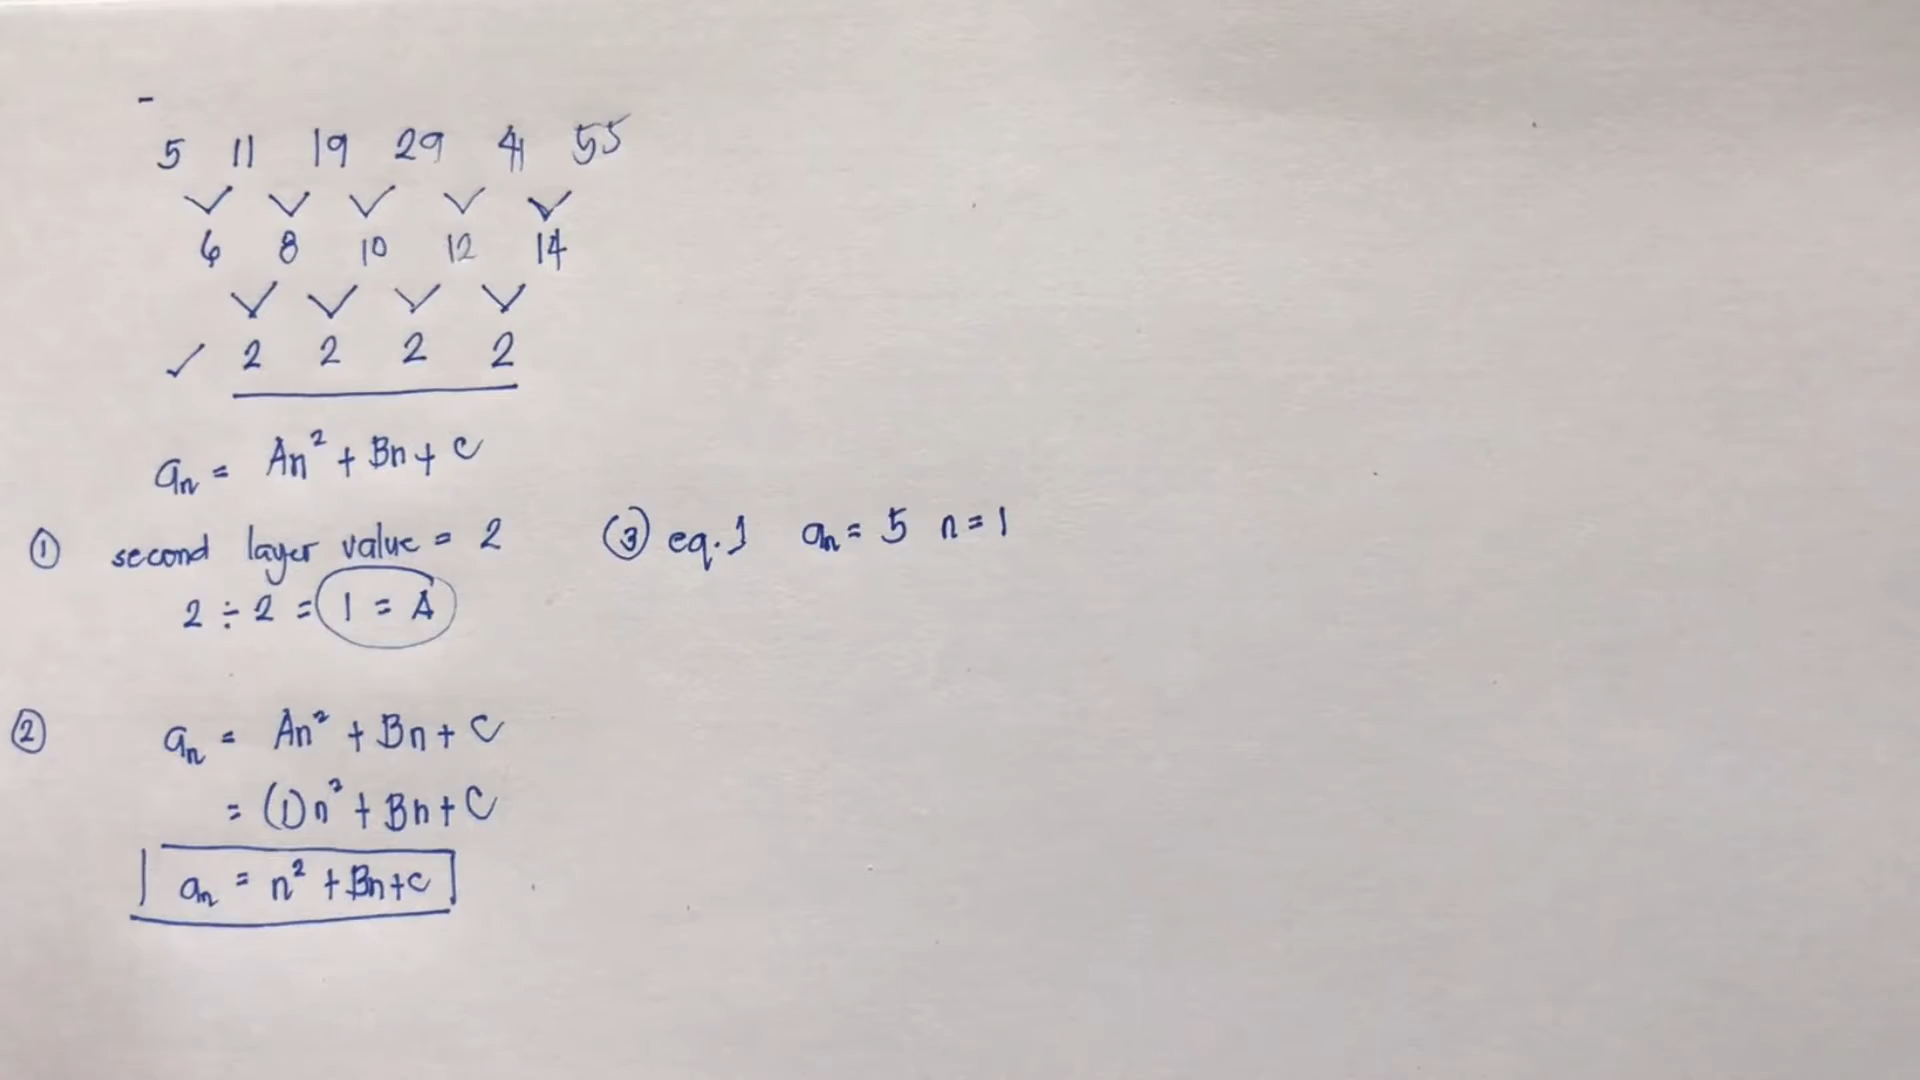 5 11 19 29 41 55
6 8 10 12 14
✓ 2 2 2 2
aₙ = An² + Bn + C
① second layer value = 2
2 ÷ 2 = 1 = A
② aₙ = An² + Bn + C
= (1)n² + Bn + C
aₙ = n² + Bn + C
③ eq. 1 aₙ = 5 n = 1